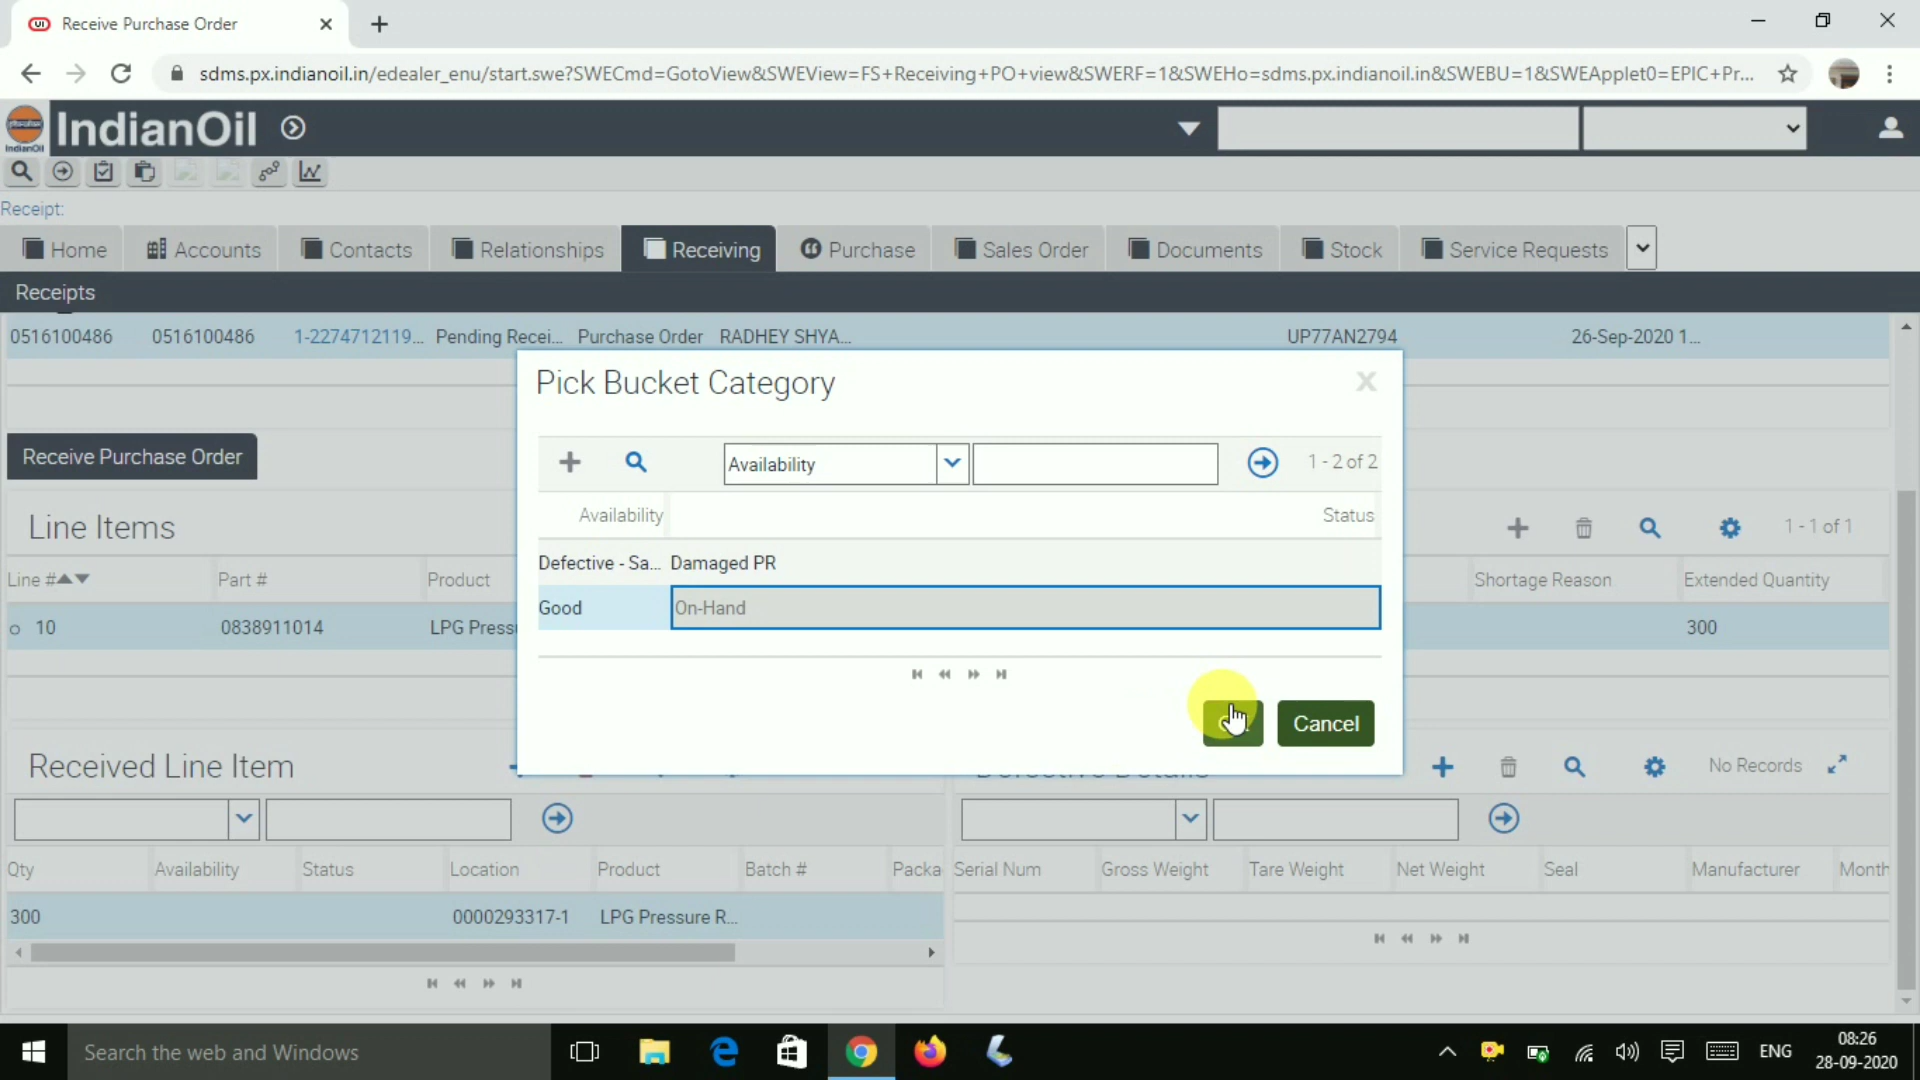 Receive Purchase Order
sdms.px.indianoil.in/edealer_enu/start.swe?SWECmd=GotoView&SWEView=FS+Receiving+PO+view&SWERF=1&SWEHo=sdms.px.indianoil.in&SWEBU=1&SWEApplet0=EPIC+Pr...
IndianOil
IndianOil
Receipt:
Home Accounts Contacts Relationships Receiving Purchase Sales Order Documents Stock Service Requests
Receipts
0516100486 0516100486 1-2274712119... Pending Recei... Purchase Order RADHEY SHYA... UP77AN2794 26-Sep-2020 1...
Pick Bucket Category
X
Availability 1 - 2 of 2
Availability Status
Defective - Sa... Damaged PR
Good On-Hand
Cancel
Receive Purchase Order
Line Items 1 - 1 of 1
Line # Part # Product Shortage Reason Extended Quantity
10 0838911014 LPG Pressu 300
Received Line Item No Records
Qty Availability Status Location Product Batch # Packa Serial Num Gross Weight Tare Weight Net Weight Seal Manufacturer Month
300 0000293317-1 LPG Pressure R...
Search the web and Windows
ENG
08:26
28-09-2020